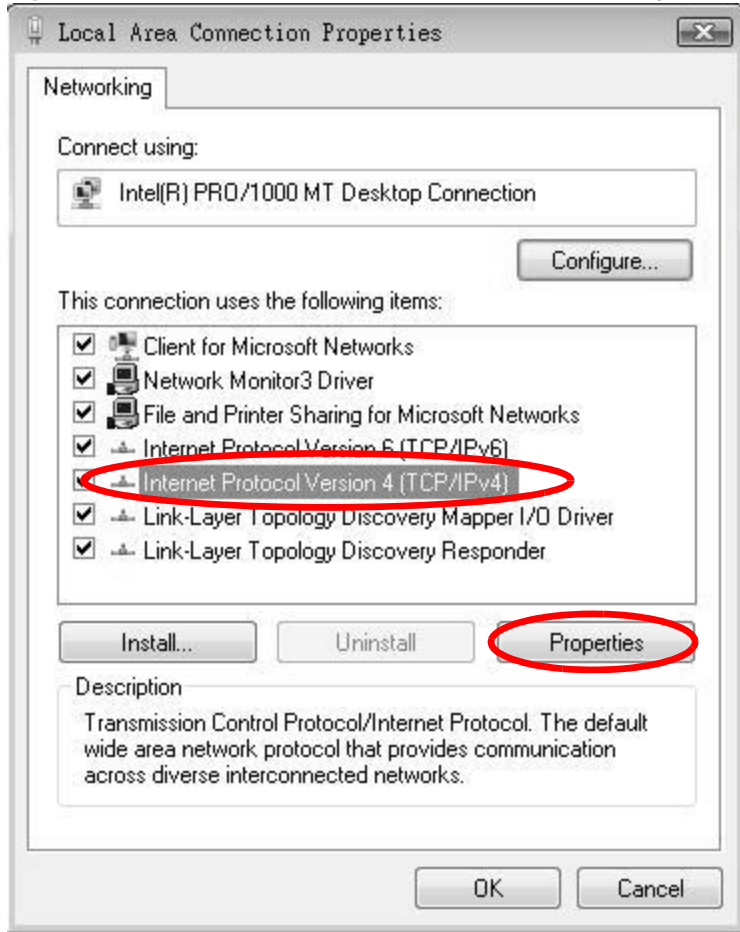 Local Area Connection Properties
Networking
Connect using:
Intel(R) PRO/1000 MT Desktop Connection
Configure...
This connection uses the following items:
Client for Microsoft Networks
Network Monitor3 Driver
File and Printer Sharing for Microsoft Networks
Internet Protocol Version 6 (TCP/IPv6)
Internet Protocol Version 4 (TCP/IPv4)
Link-Layer Topology Discovery Mapper I/O Driver
Link-Layer Topology Discovery Responder
Install...
Uninstall
Properties
Description
Transmission Control Protocol/Internet Protocol. The default
wide area network protocol that provides communication
across diverse interconnected networks.
OK
Cancel